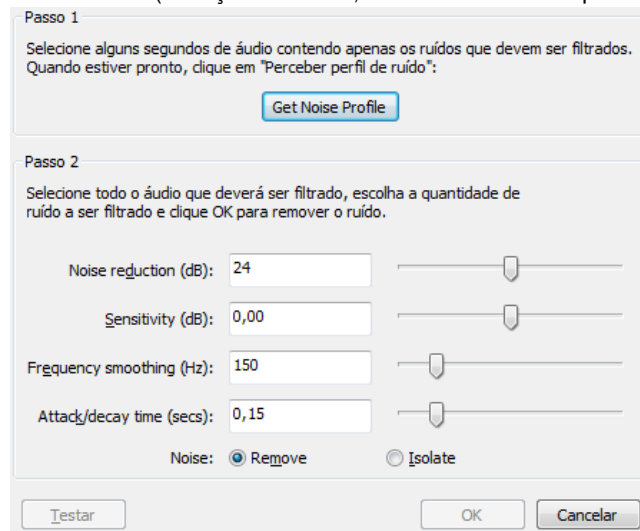 Passo 1
Selecione alguns segundos de áudio contendo apenas os ruídos que devem ser filtrados.
Quando estiver pronto, clique em "Perceber perfil de ruído":
Get Noise Profile
Passo 2
Selecione todo o áudio que deverá ser filtrado, escolha a quantidade de
ruído a ser filtrado e clique OK para remover o ruído.
Noise reduction (dB): 24
Sensitivity (dB): 0,00
Frequency smoothing (Hz): 150
Attack/decay time (secs): 0,15
Noise: Remove Isolate
Testar OK Cancelar